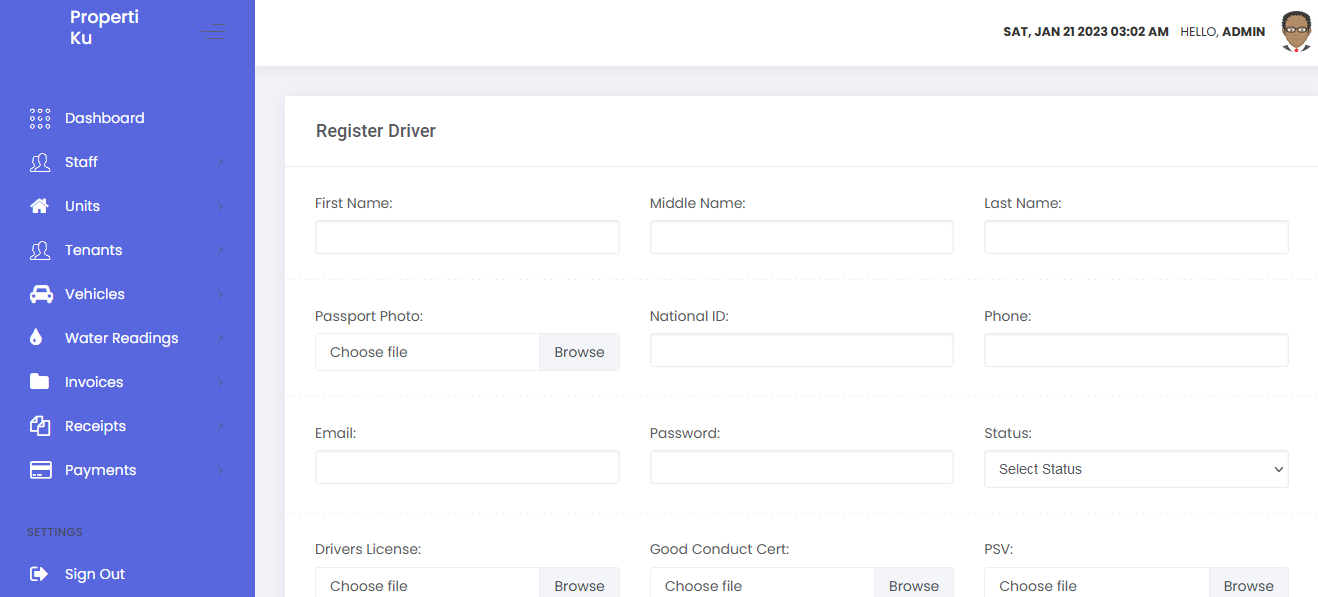 Properti
Ku
SAT, JAN 21 2023 03:02 AM HELLO, ADMIN
Dashboard
Staff
Units
Tenants
Vehicles
Water Readings
Invoices
Receipts
Payments
SETTINGS
Sign Out
Register Driver
First Name: Middle Name: Last Name:
Passport Photo: National ID: Phone:
Choose file Browse
Email: Password: Status:
Select Status
Drivers License: Good Conduct Cert: PSV:
Choose file Browse Choose file Browse Choose file Browse